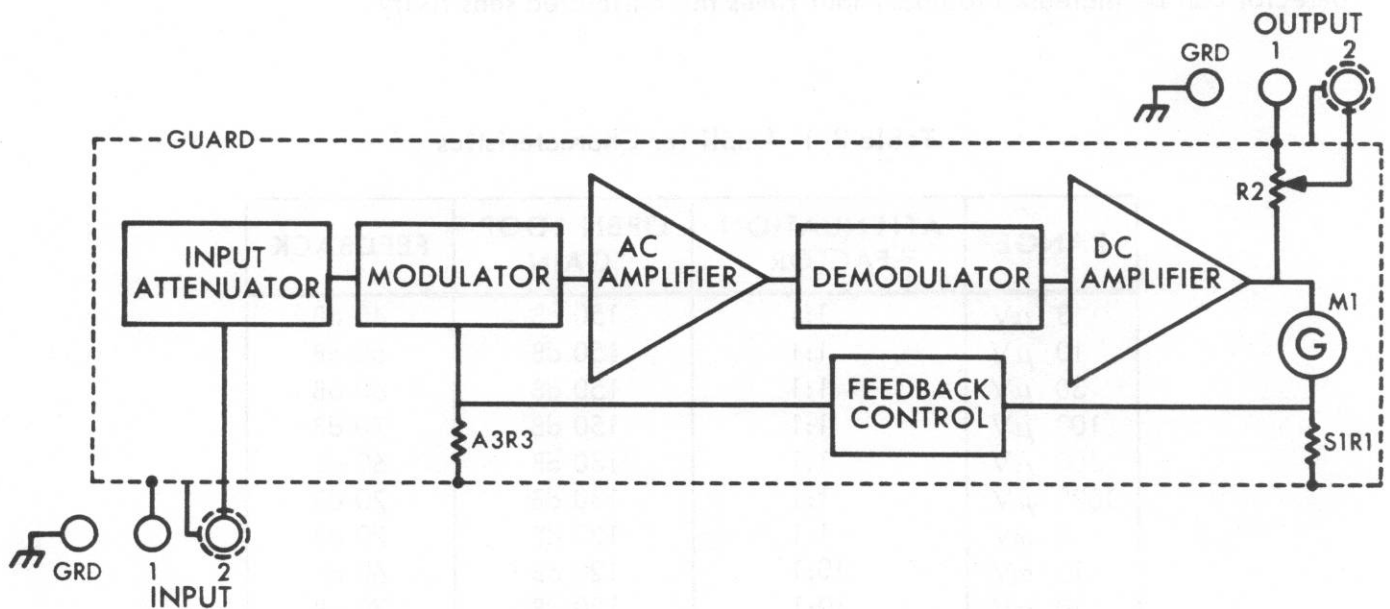 OUTPUT
GRD 1 2
GUARD
R2
INPUT
ATTENUATOR
MODULATOR
AC
AMPLIFIER
DEMODULATOR
DC
AMPLIFIER
M1
G
FEEDBACK
CONTROL
A3R3
S1R1
GRD 1 2
INPUT